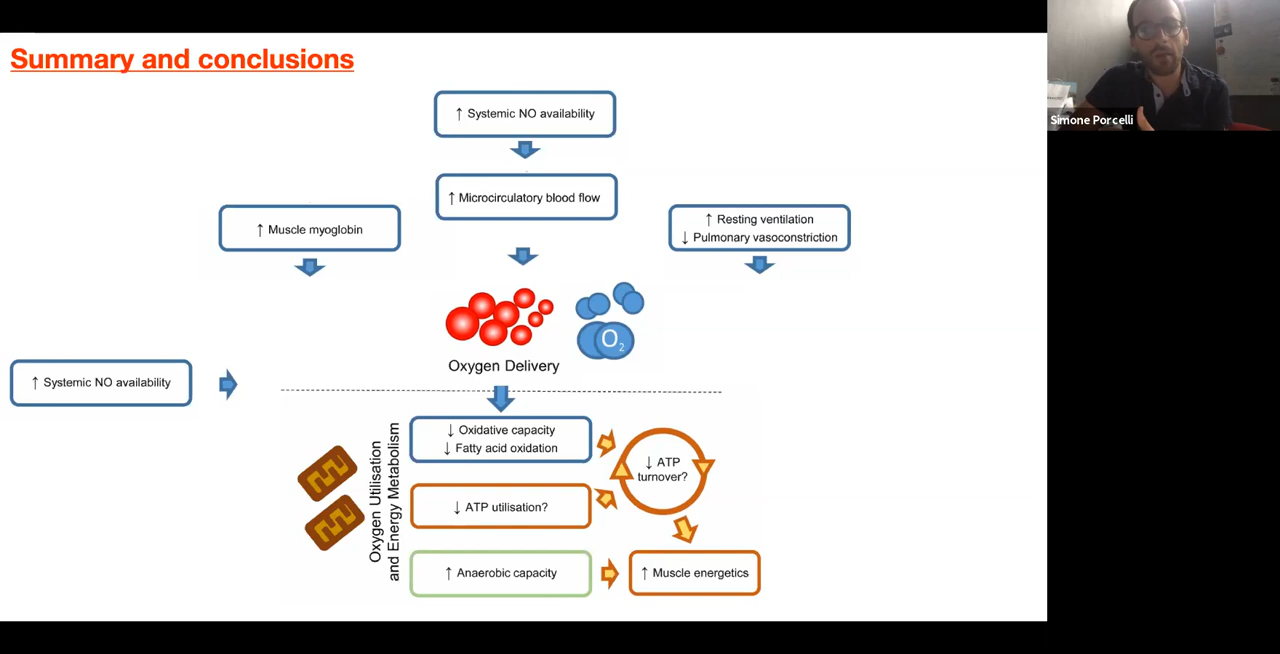 Summary and conclusions
Simone Porcelli
↑ Systemic NO availability
↑ Microcirculatory blood flow
↑ Muscle myoglobin
↑ Resting ventilation
↓ Pulmonary vasoconstriction
O2
Oxygen Delivery
↑ Systemic NO availability
Oxygen Utilisation
and Energy Metabolism
↓ Oxidative capacity
↓ Fatty acid oxidation
↓ ATP
turnover?
↓ ATP utilisation?
↑ Anaerobic capacity
↑ Muscle energetics